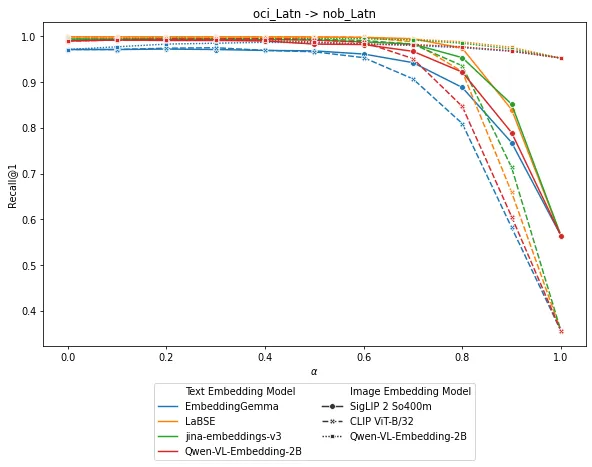 oci_Latn -> nob_Latn
1.0
0.9
0.8
0.7
0.6
0.5
0.4
Recall@1
0.0 0.2 0.4 0.6 0.8 1.0
α
Text Embedding Model Image Embedding Model
EmbeddingGemma SigLIP 2 So400m
LaBSE CLIP ViT-B/32
jina-embeddings-v3 Qwen-VL-Embedding-2B
Qwen-VL-Embedding-2B